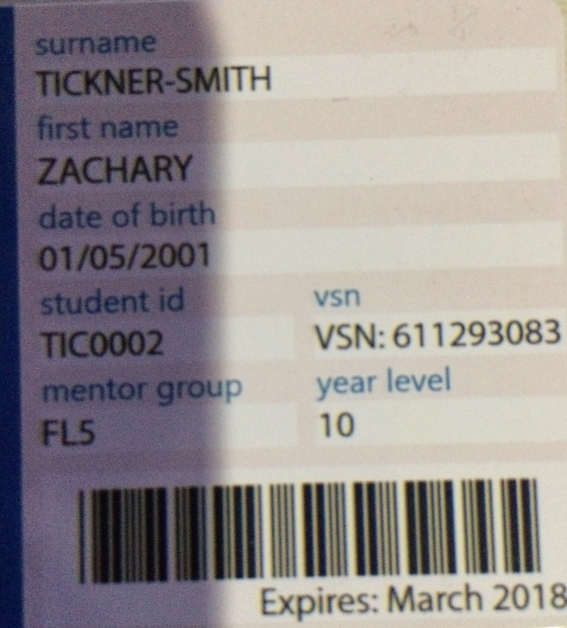 surname
TICKNER-SMITH
first name
ZACHARY
date of birth
01/05/2001
student id vsn
TIC0002 VSN: 611293083
mentor group year level
FL5 10
Expires: March 2018